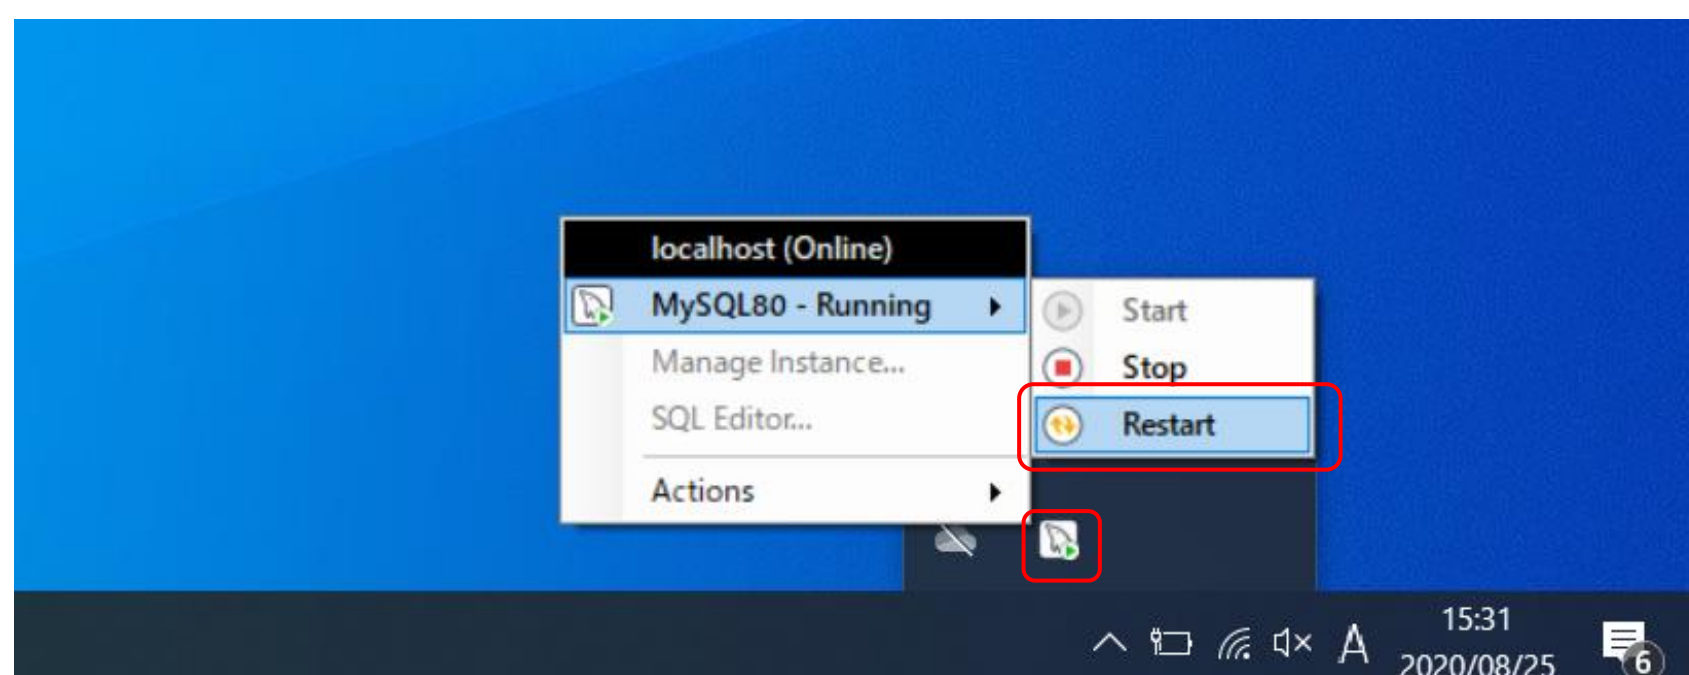 localhost (Online)
MySQL80 - Running
Manage Instance...
SQL Editor...
Actions
Start
Stop
Restart
A
15:31
2020/08/25
6